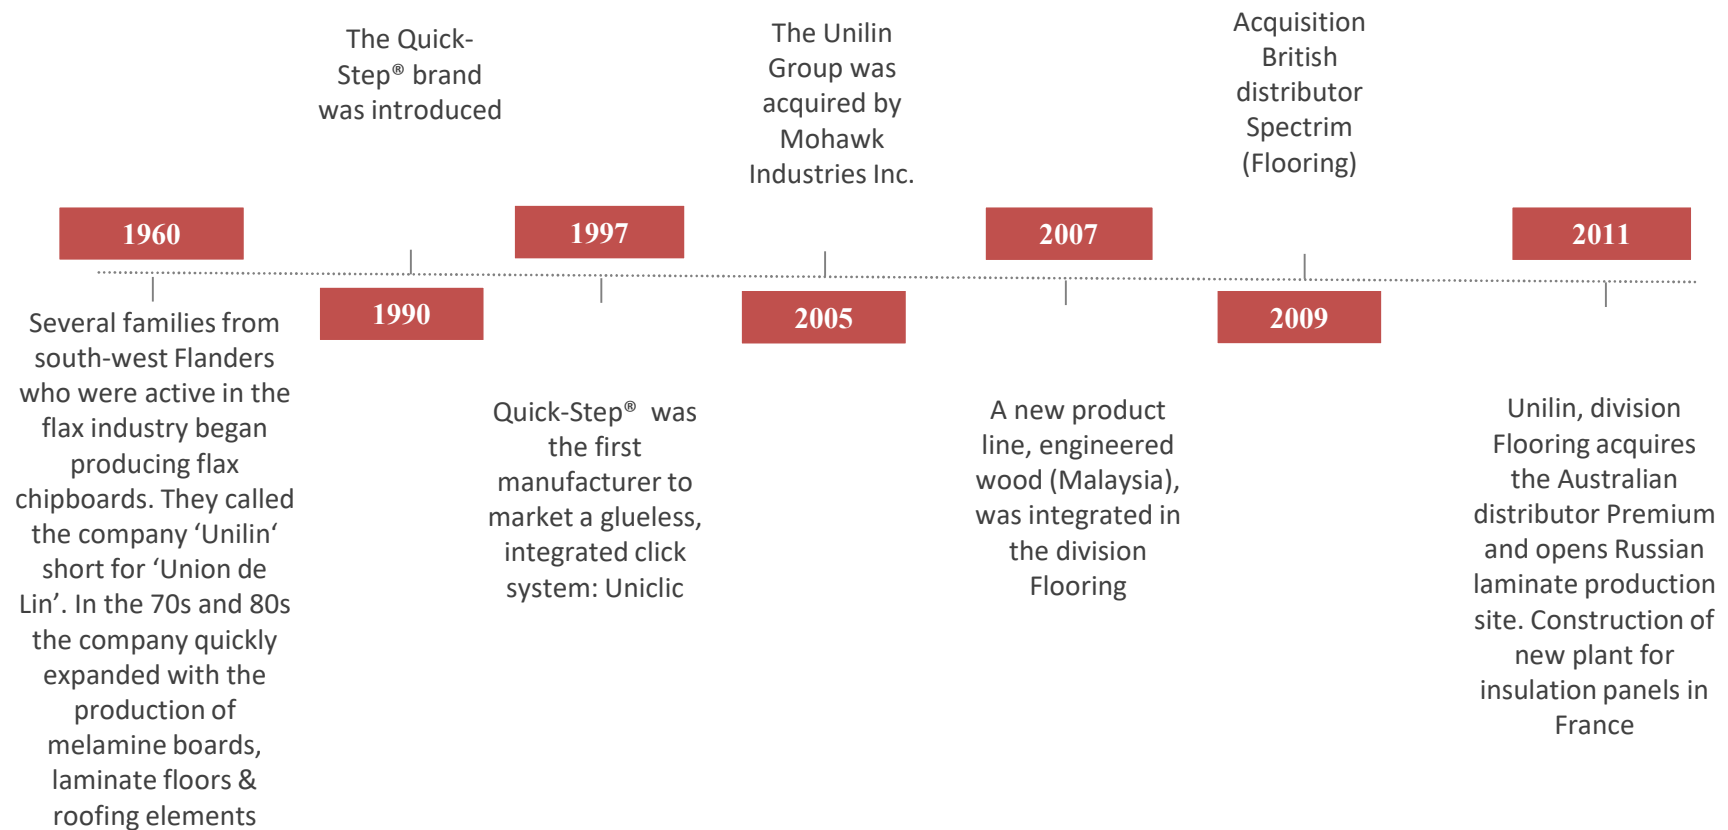 1960
Several families from
south-west Flanders
who were active in the
flax industry began
producing flax
chipboards. They called
the company ‘Unilin‘
short for ‘Union de
Lin’. In the 70s and 80s
the company quickly
expanded with the
production of
melamine boards,
laminate floors &
roofing elements
The Quick-
Step® brand
was introduced
1990
1997
Quick-Step® was
the first
manufacturer to
market a glueless,
integrated click
system: Uniclic
The Unilin
Group was
acquired by
Mohawk
Industries Inc.
2005
2007
A new product
line, engineered
wood (Malaysia),
was integrated in
the division
Flooring
Acquisition
British
distributor
Spectrim
(Flooring)
2009
2011
Unilin, division
Flooring acquires
the Australian
distributor Premium
and opens Russian
laminate production
site. Construction of
new plant for
insulation panels in
France